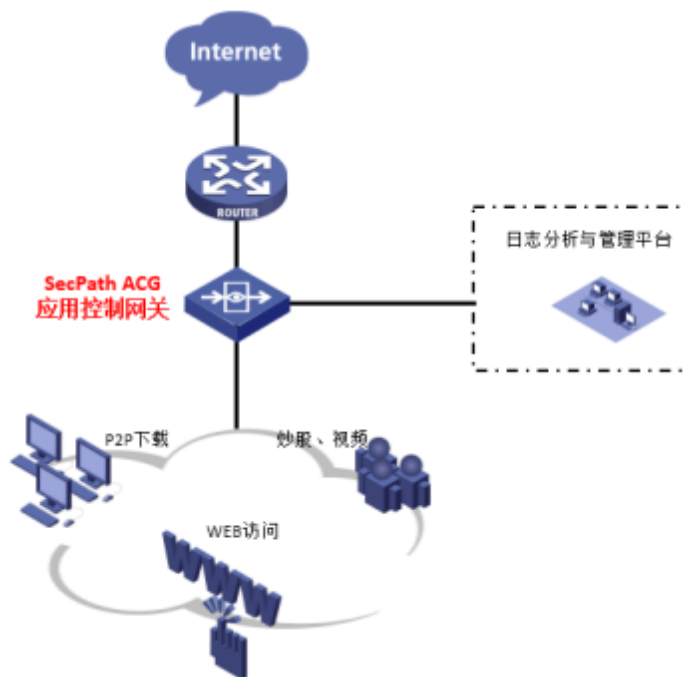 Internet
ROUTER
日志分析与管理平台
SecPath ACG
应用控制网关
P2P下载
炒股、视频
WEB访问
WWW